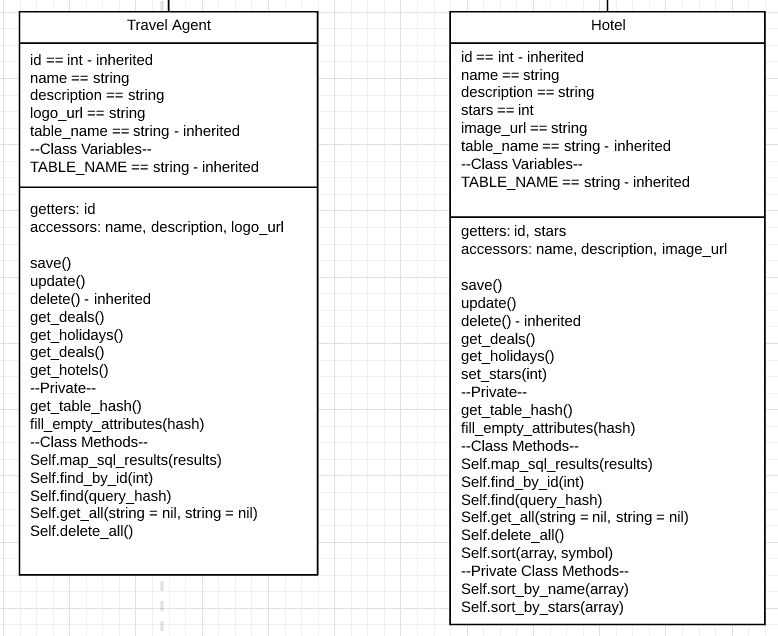 Travel Agent
id == int - inherited
name == string
description == string
logo_url == string
table_name == string - inherited
--Class Variables--
TABLE_NAME == string - inherited
getters: id
accessors: name, description, logo_url
save()
update()
delete() - inherited
get_deals()
get_holidays()
get_deals()
get_hotels()
--Private--
get_table_hash()
fill_empty_attributes(hash)
--Class Methods--
Self.map_sql_results(results)
Self.find_by_id(int)
Self.find(query_hash)
Self.get_all(string = nil, string = nil)
Self.delete_all()
Hotel
id == int - inherited
name == string
description == string
stars == int
image_url == string
table_name == string - inherited
--Class Variables--
TABLE_NAME == string - inherited
getters: id, stars
accessors: name, description, image_url
save()
update()
delete() - inherited
get_deals()
get_holidays()
set_stars(int)
--Private--
get_table_hash()
fill_empty_attributes(hash)
--Class Methods--
Self.map_sql_results(results)
Self.find_by_id(int)
Self.find(query_hash)
Self.get_all(string = nil, string = nil)
Self.delete_all()
Self.sort(array, symbol)
--Private Class Methods--
Self.sort_by_name(array)
Self.sort_by_stars(array)